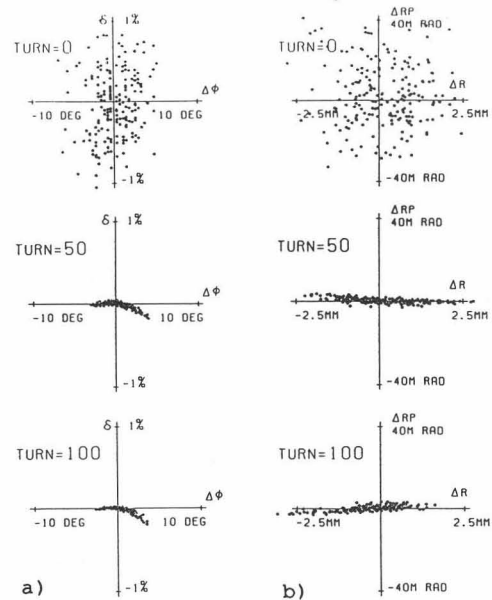 δ 1%
TURN=0
Δϕ
-10 DEG 10 DEG
-1%
δ 1%
TURN=50
Δϕ
-10 DEG 10 DEG
-1%
δ 1%
TURN=100
Δϕ
-10 DEG 10 DEG
-1%
a)
ΔRP
40M RAD
TURN=0
ΔR
-2.5MM 2.5MM
-40M RAD
ΔRP
40M RAD
TURN=50
ΔR
-2.5MM 2.5MM
-40M RAD
ΔRP
40M RAD
TURN=100
ΔR
-2.5MM 2.5MM
-40M RAD
b)